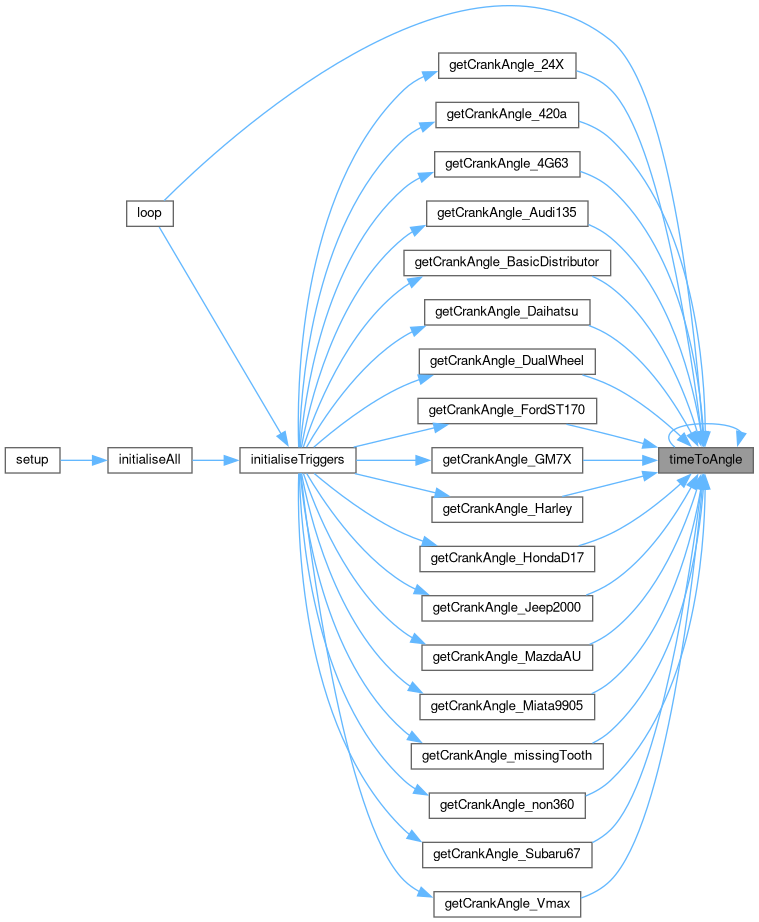 getCrankAngle_24X
getCrankAngle_420a
getCrankAngle_4G63
loop
getCrankAngle_Audi135
getCrankAngle_BasicDistributor
getCrankAngle_Daihatsu
getCrankAngle_DualWheel
getCrankAngle_FordST170
setup
initialiseAll
initialiseTriggers
getCrankAngle_GM7X
timeToAngle
getCrankAngle_Harley
getCrankAngle_HondaD17
getCrankAngle_Jeep2000
getCrankAngle_MazdaAU
getCrankAngle_Miata9905
getCrankAngle_missingTooth
getCrankAngle_non360
getCrankAngle_Subaru67
getCrankAngle_Vmax